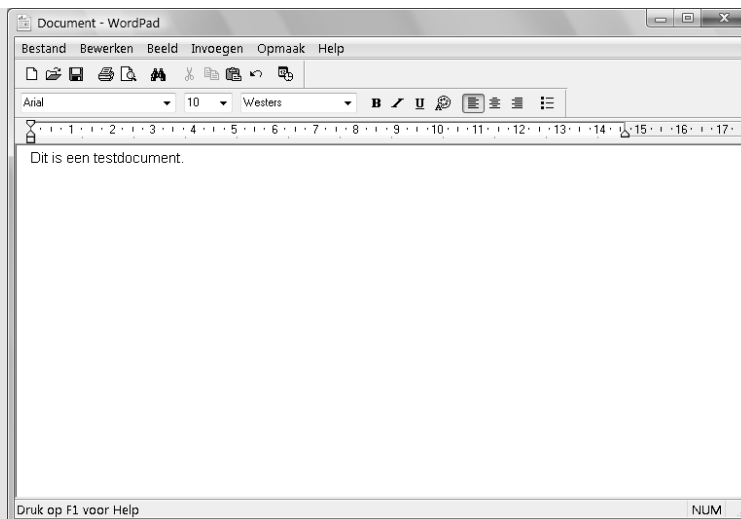 Document - WordPad
Bestand Bewerken Beeld Invoegen Opmaak Help
Arial 10 Westers B U
1 2 3 4 5 6 7 8 9 10 11 12 13 14 15 16 17
Dit is een testdocument.
Druk op F1 voor Help NUM